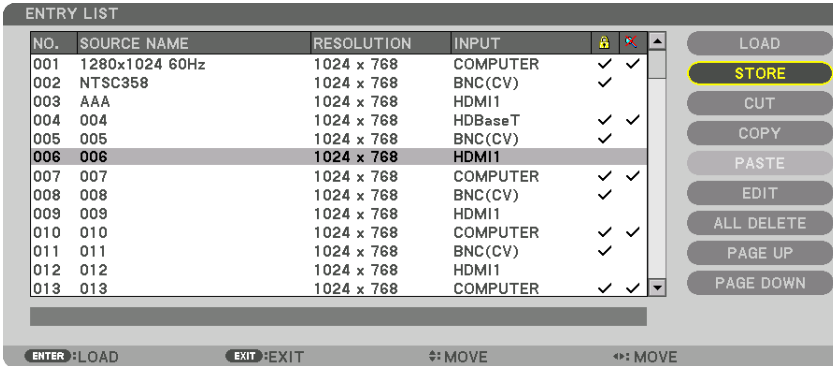 ENTRY LIST
NO. SOURCE NAME RESOLUTION INPUT
001 1280x1024 60Hz 1024 x 768 COMPUTER ✓ ✓
002 NTSC358 1024 x 768 BNC(CV) ✓
003 AAA 1024 x 768 HDMI1
004 004 1024 x 768 HDBaseT ✓ ✓
005 005 1024 x 768 BNC(CV) ✓
006 006 1024 x 768 HDMI1
007 007 1024 x 768 COMPUTER ✓ ✓
008 008 1024 x 768 BNC(CV) ✓
009 009 1024 x 768 HDMI1
010 010 1024 x 768 COMPUTER ✓ ✓
011 011 1024 x 768 BNC(CV) ✓
012 012 1024 x 768 HDMI1
013 013 1024 x 768 COMPUTER ✓ ✓
LOAD
STORE
CUT
COPY
PASTE
EDIT
ALL DELETE
PAGE UP
PAGE DOWN
ENTER :LOAD EXIT :EXIT :MOVE :MOVE